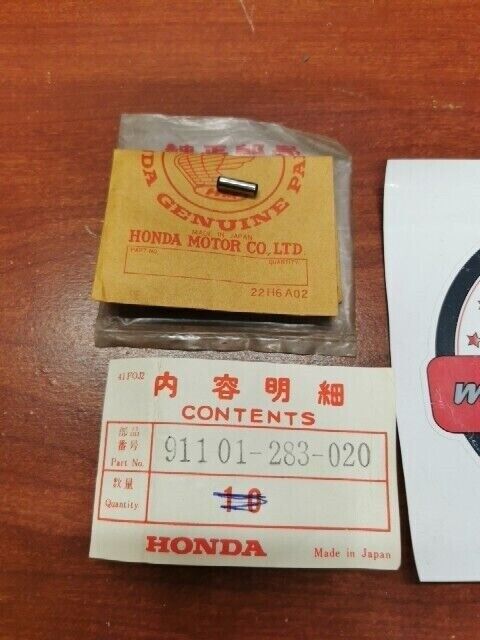 HONDA GENUINE PARTS
MADE IN JAPAN
HONDA MOTOR CO., LTD.
PART NO.
QUANTITY
22H6A02
41FOJ2
内容明細
CONTENTS
部品
番号
Part No.
91101-283-020
数量
Quantity
10
HONDA
Made in Japan